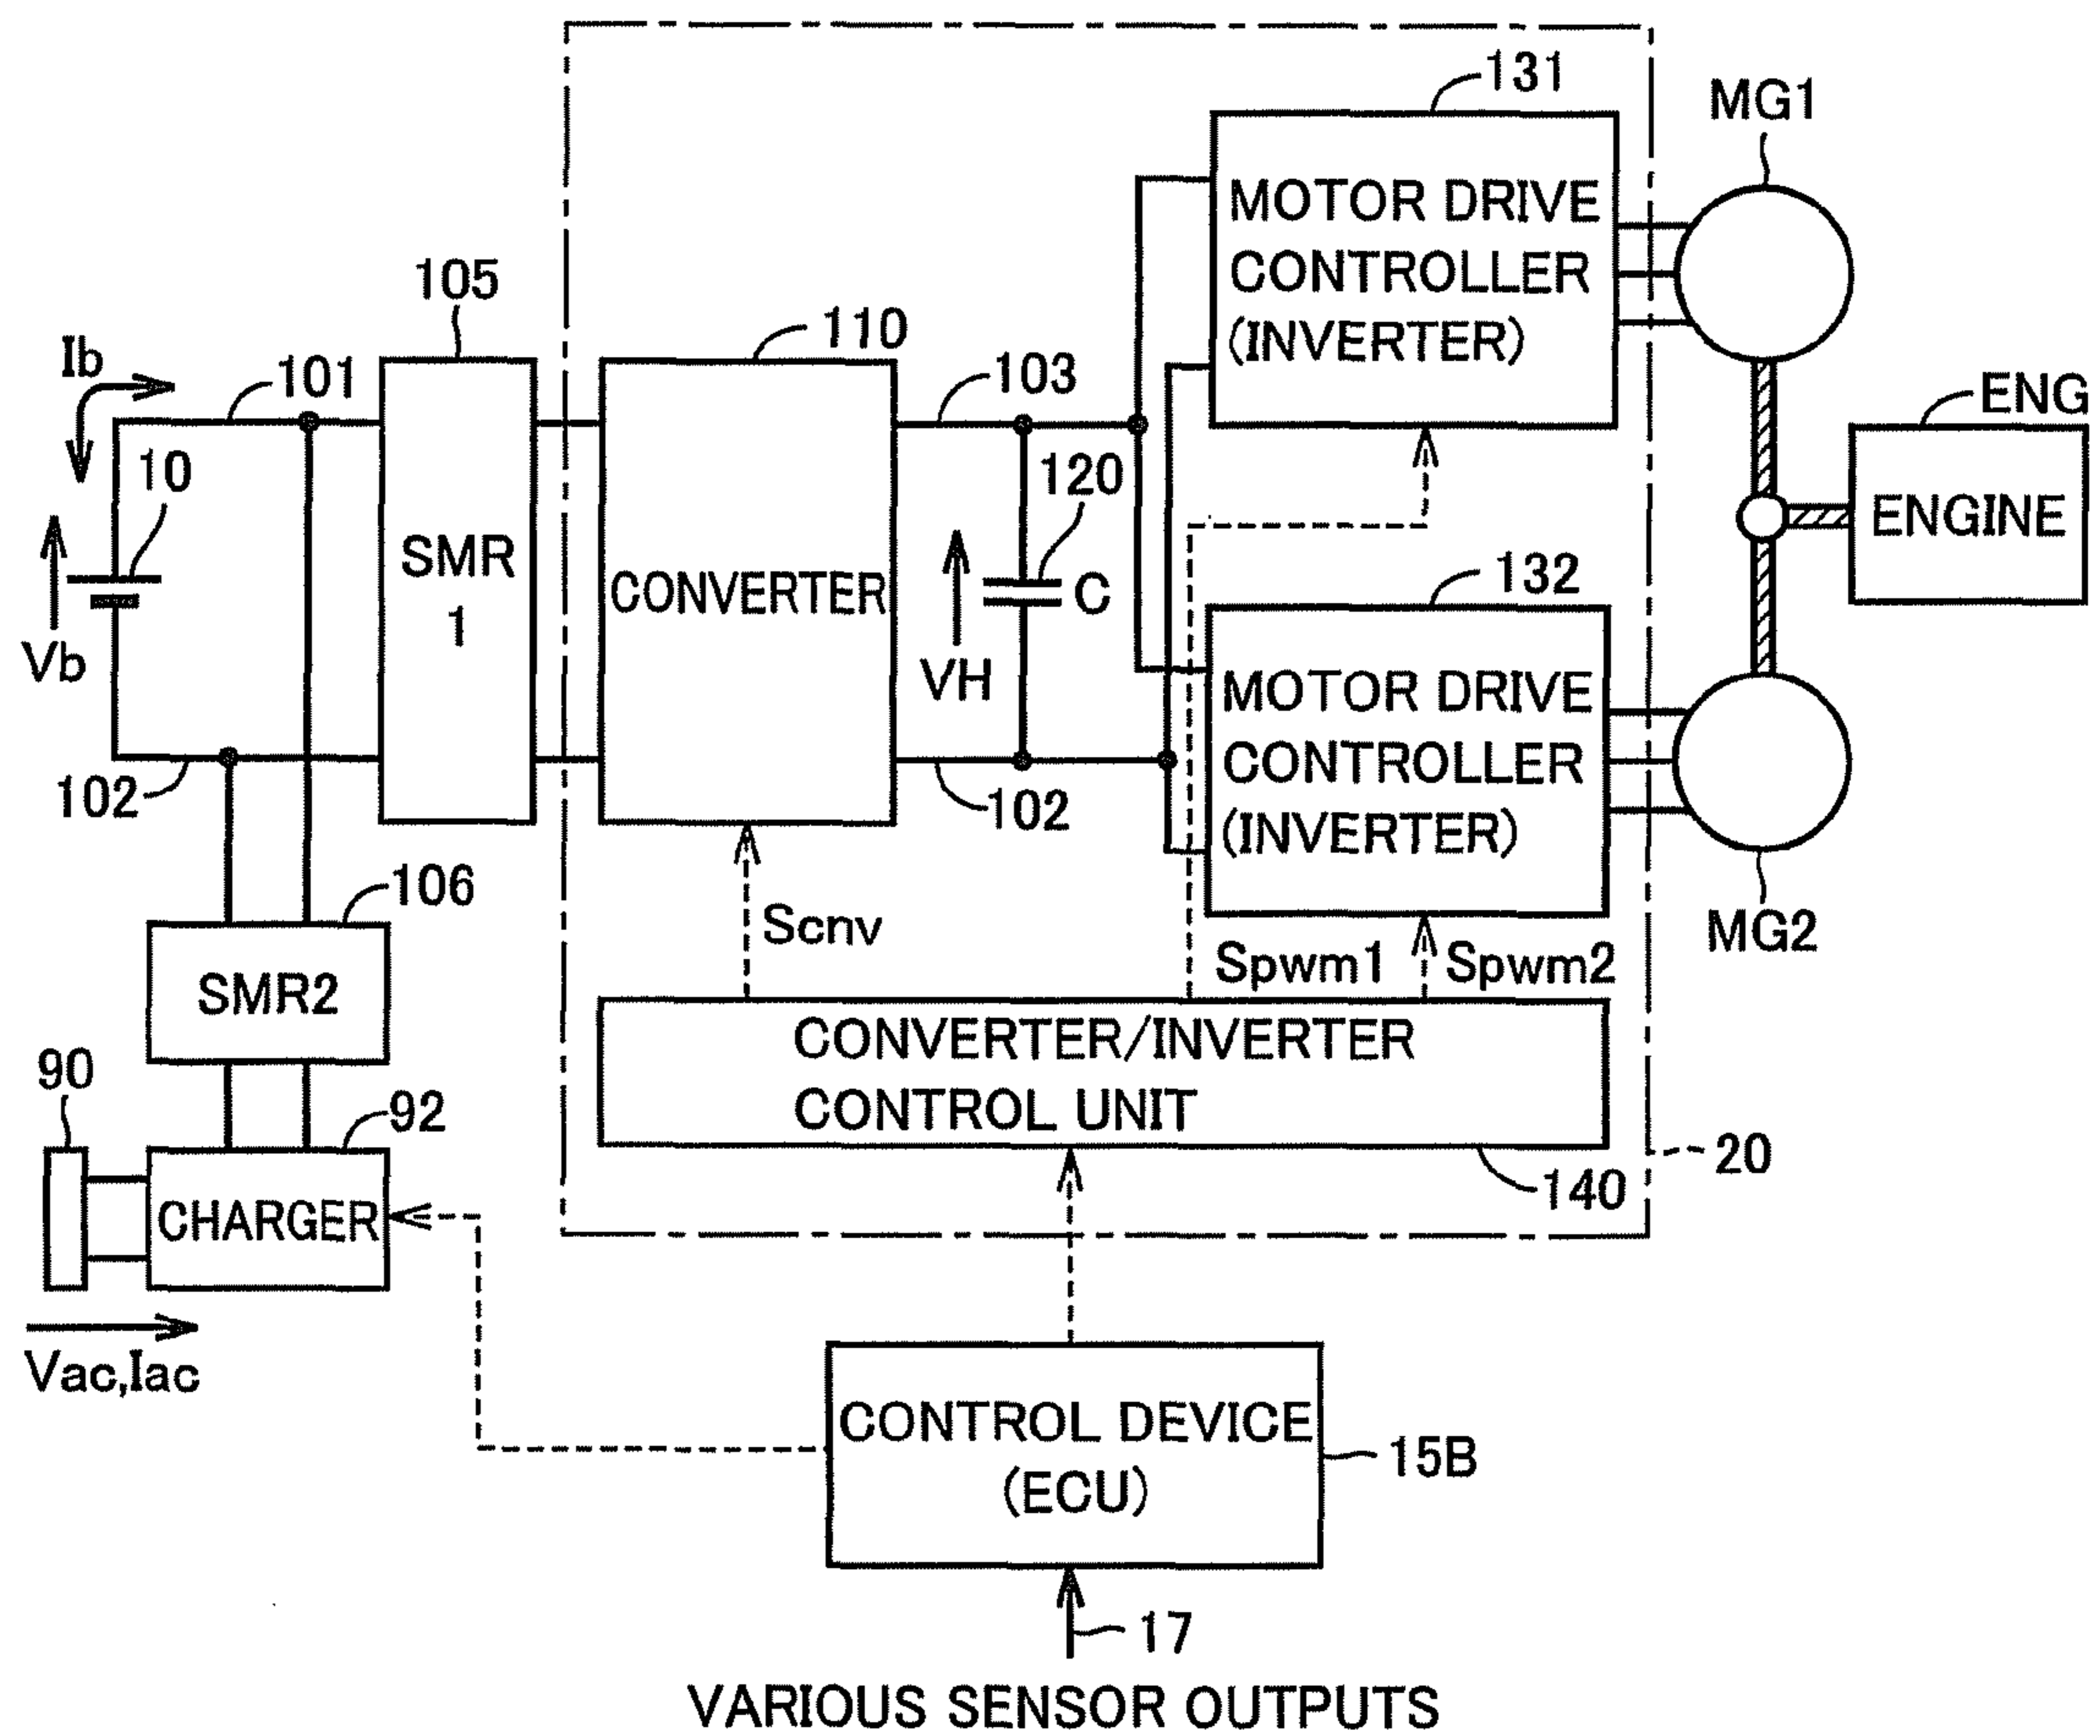 131
MG1
MOTOR DRIVE
CONTROLLER
(INVERTER)
105
110
Ib
101
103
ENG
10
120
ENGINE
SMR
1
CONVERTER
C
132
Vb
VH
MOTOR DRIVE
CONTROLLER
(INVERTER)
102
102
106
Scnv
Spwm1
Spwm2
MG2
SMR2
CONVERTER/INVERTER
CONTROL UNIT
90
92
20
140
CHARGER
Vac,Iac
CONTROL DEVICE
(ECU)
15B
17
VARIOUS SENSOR OUTPUTS